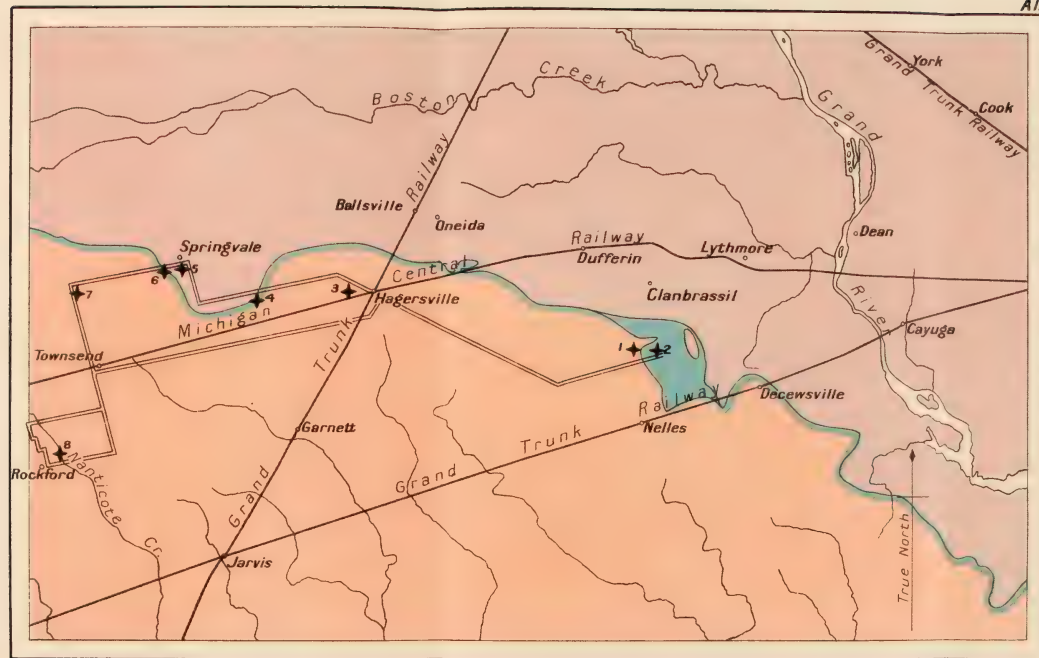 York
Grand Trunk Railway
Cook
Boston Creek
Grand River
Railway
Ballsville
Oneida
Dean
Springvale
Railway
Dufferin
Lythmore
6 5
7
4
3
Central
Hagersville
Clanbrassil
Michigan
Cayuga
Trunk
1 2
Townsend
Railway
Decewsville
Nelles
Garnett
Trunk
8
Grand
Rockford
Nanticote Cr.
Grand
True North
Jarvis